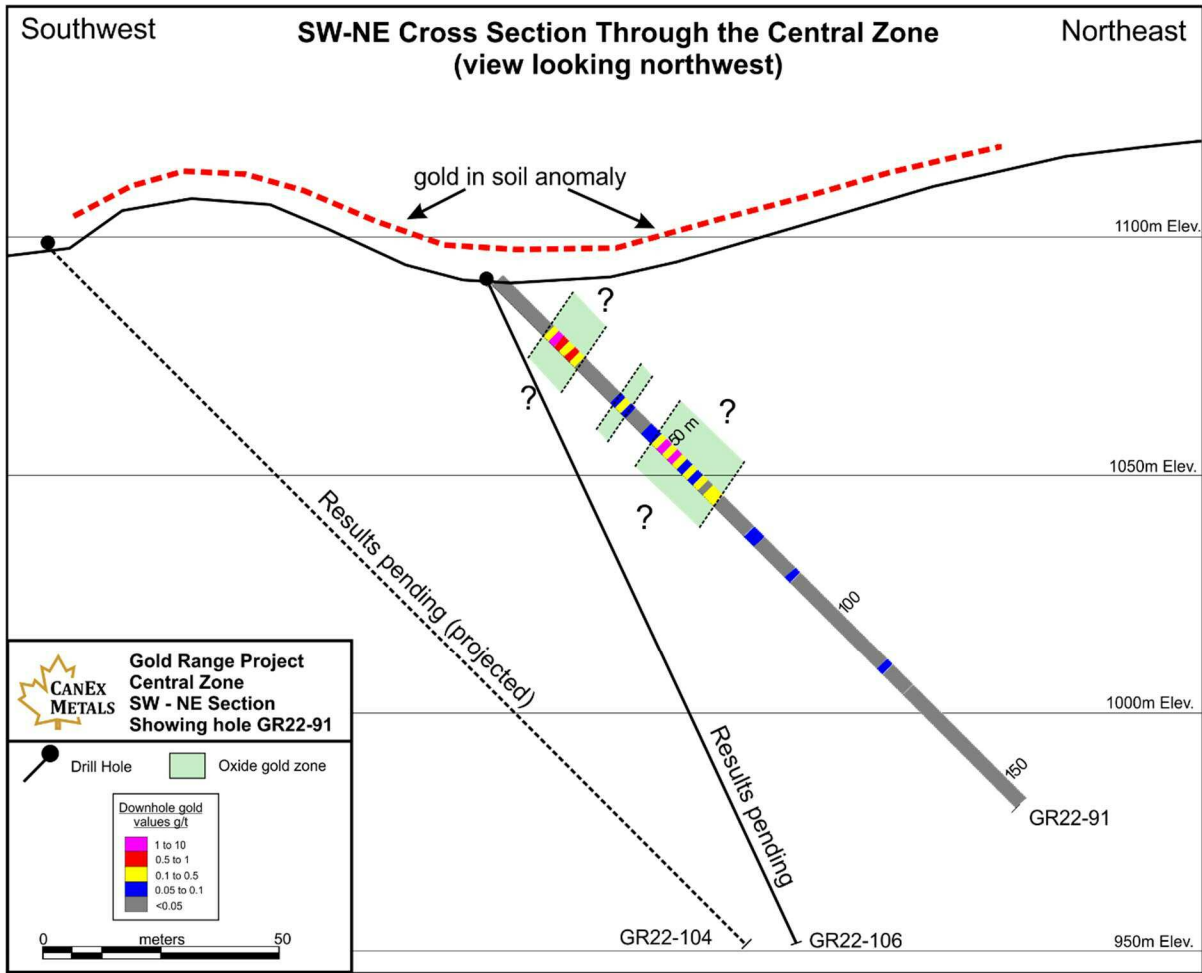 Southwest
SW-NE Cross Section Through the Central Zone
(view looking northwest)
Northeast
gold in soil anomaly
1100m Elev.
?
?
?
50 m
1050m Elev.
?
Results pending (projected)
100
Results pending
1000m Elev.
150
GR22-91
GR22-104
GR22-106
950m Elev.
CANEX
METALS
Gold Range Project
Central Zone
SW - NE Section
Showing hole GR22-91
Drill Hole
Oxide gold zone
Downhole gold
values g/t
1 to 10
0.5 to 1
0.1 to 0.5
0.05 to 0.1
<0.05
0 meters 50